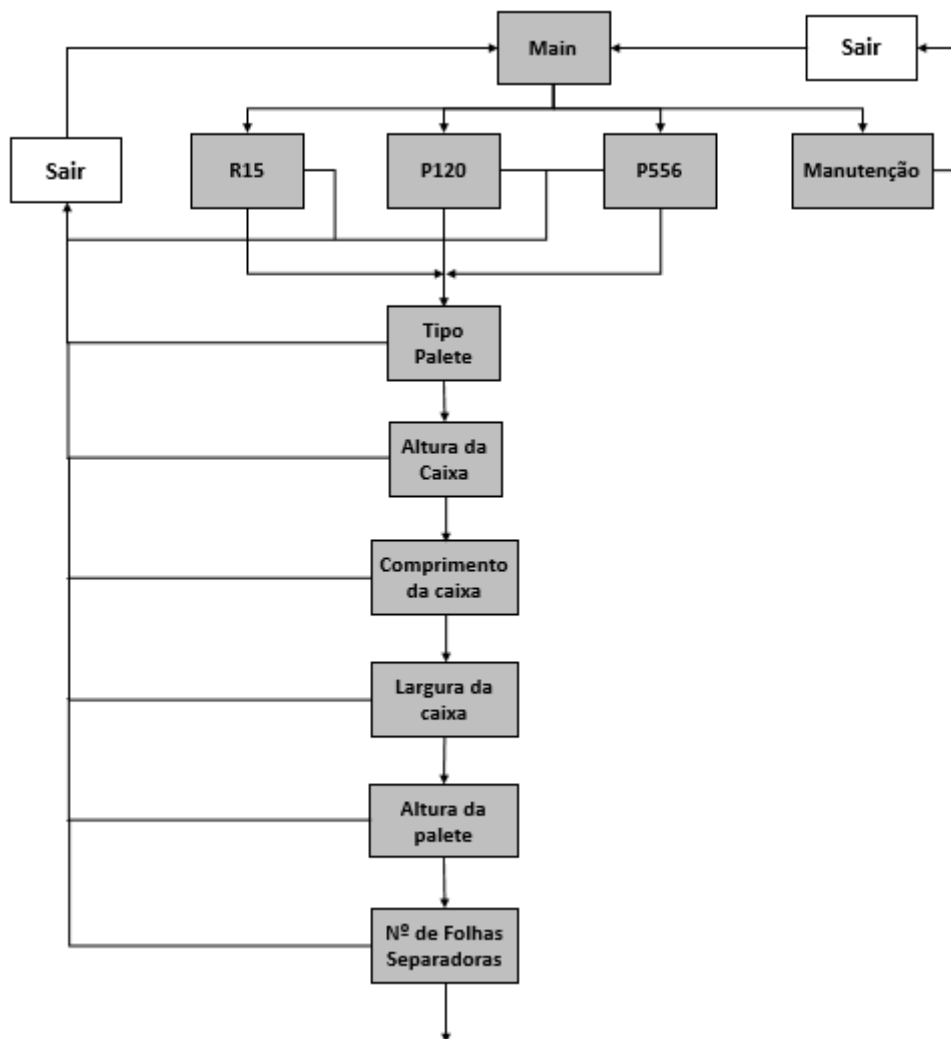 Main
Sair
Sair
R15
P120
P556
Manutenção
Tipo
Palete
Altura da
Caixa
Comprimento
da caixa
Largura da
caixa
Altura da
palete
Nº de Folhas
Separadoras